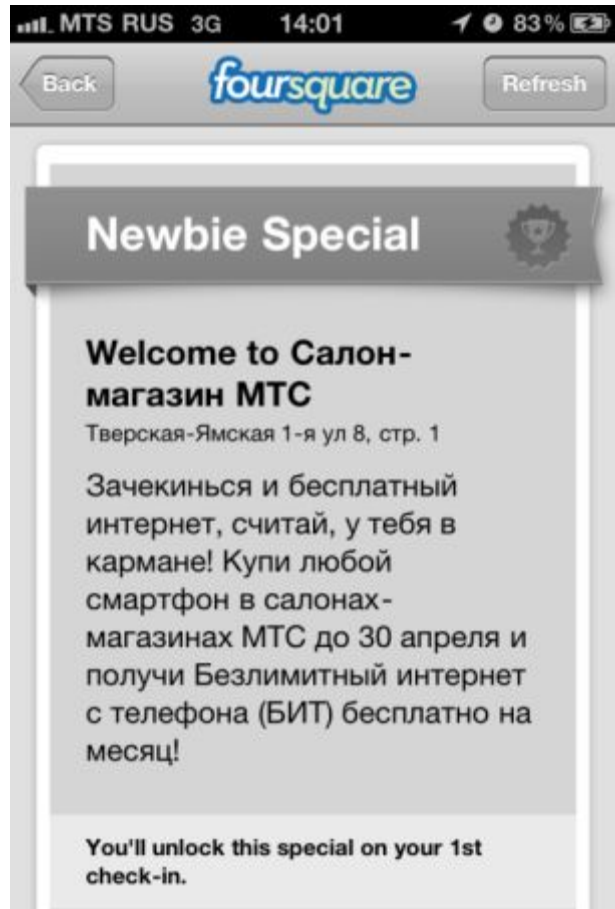 MTS RUS 3G 14:01 83%
Back foursquare Refresh
Newbie Special
Welcome to Салон-
магазин МТС
Тверская-Ямская 1-я ул 8, стр. 1
Зачекинься и бесплатный
интернет, считай, у тебя в
кармане! Купи любой
смартфон в салонах-
магазинах МТС до 30 апреля и
получи Безлимитный интернет
с телефона (БИТ) бесплатно на
месяц!
You'll unlock this special on your 1st
check-in.